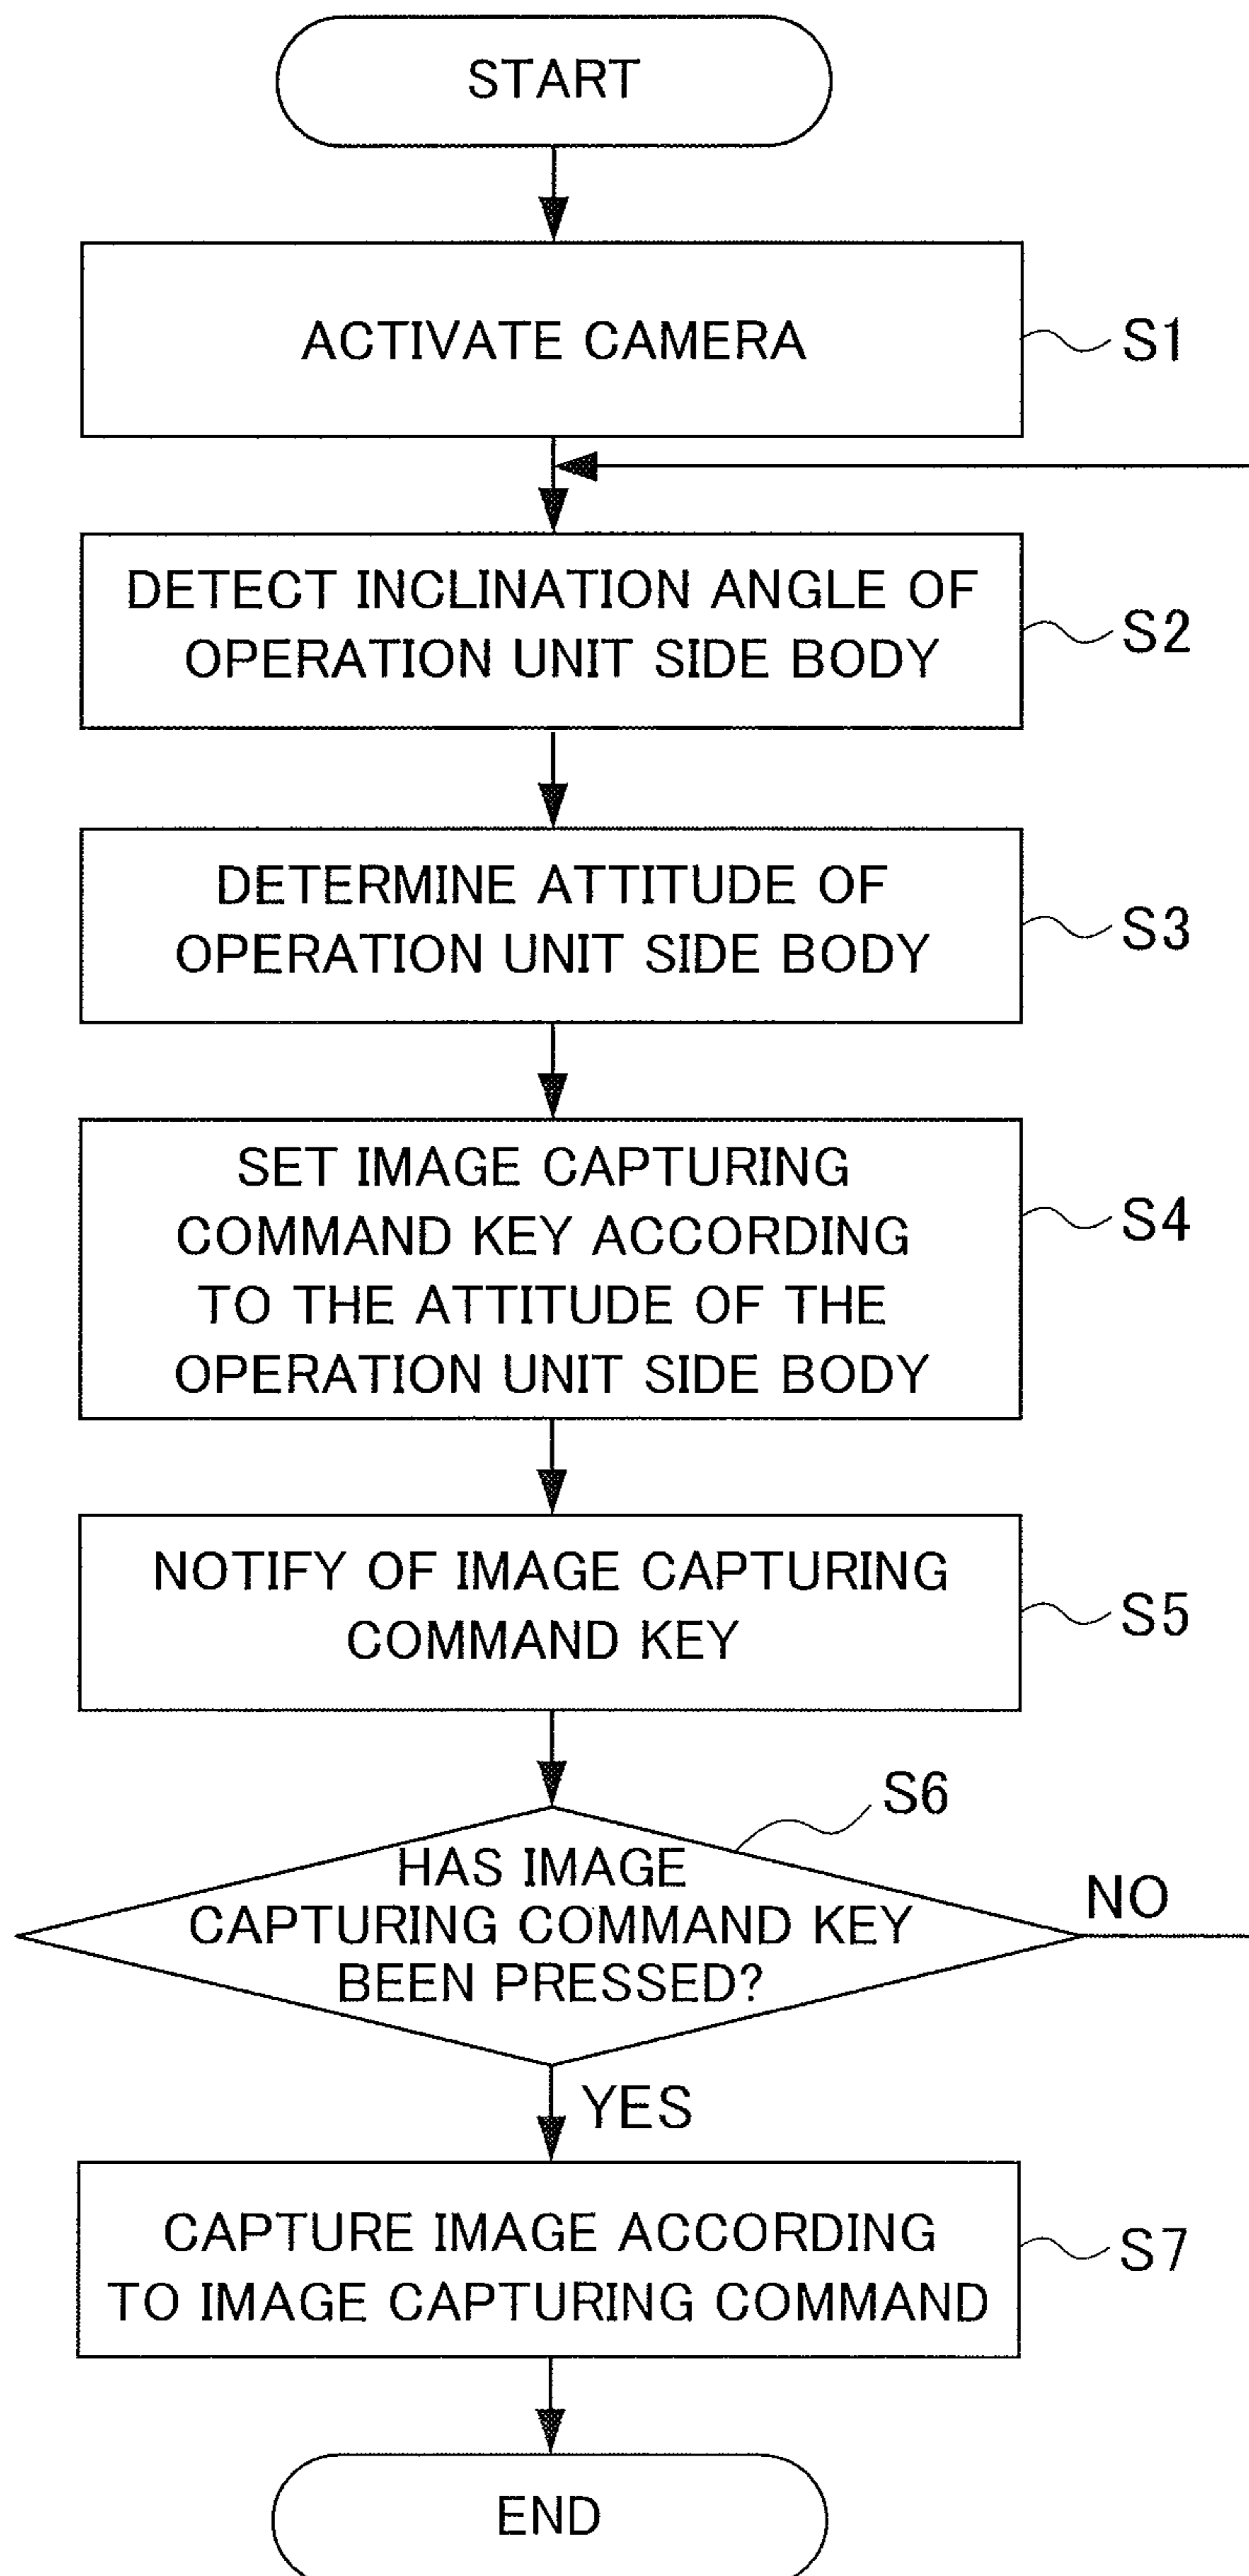 START
ACTIVATE CAMERA
S1
DETECT INCLINATION ANGLE OF
OPERATION UNIT SIDE BODY
S2
DETERMINE ATTITUDE OF
OPERATION UNIT SIDE BODY
S3
SET IMAGE CAPTURING
COMMAND KEY ACCORDING
TO THE ATTITUDE OF THE
OPERATION UNIT SIDE BODY
S4
NOTIFY OF IMAGE CAPTURING
COMMAND KEY
S5
S6
HAS IMAGE
CAPTURING COMMAND KEY
BEEN PRESSED?
NO
YES
CAPTURE IMAGE ACCORDING
TO IMAGE CAPTURING COMMAND
S7
END